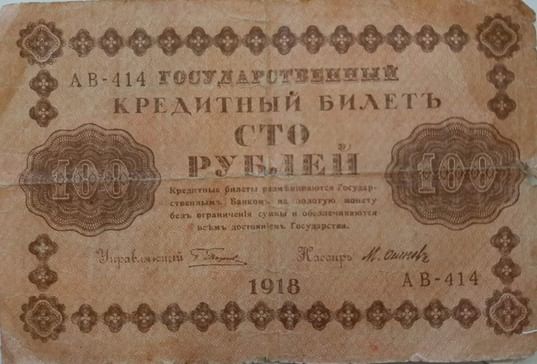 АВ-414 ГОСУДАРСТВЕННЫЙ
КРЕДИТНЫЙ БИЛЕТЪ
СТО
РУБЛЕЙ
100 100
Кредитные билеты размѣниваются Государ-
ственнымъ Банкомъ на золотую монету
безъ ограниченія суммы и обезпечиваются
всѣмъ достояніемъ Государства.
Управляющій Кассиръ
1918
АВ-414